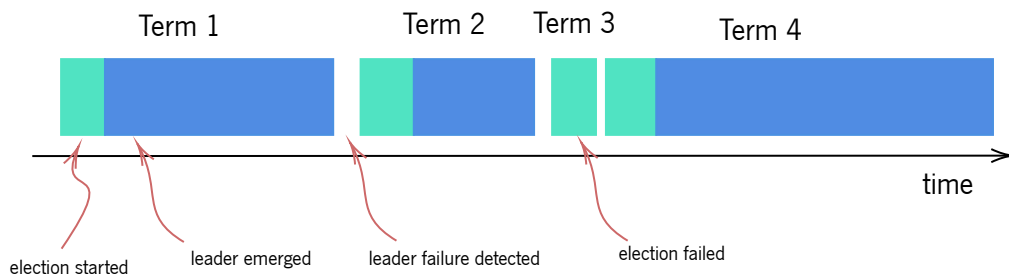 Term 1
Term 2
Term 3
Term 4
time
election started
leader emerged
leader failure detected
election failed